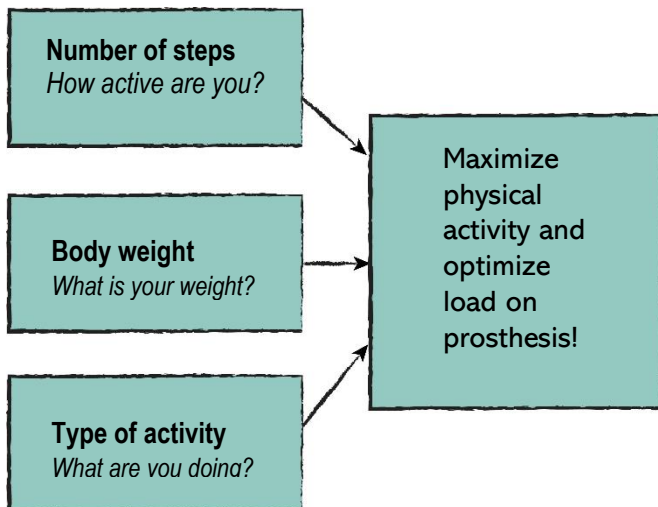 Number of steps
How active are you?
Body weight
What is your weight?
Type of activity
What are you doing?
Maximize
physical
activity and
optimize
load on
prosthesis!